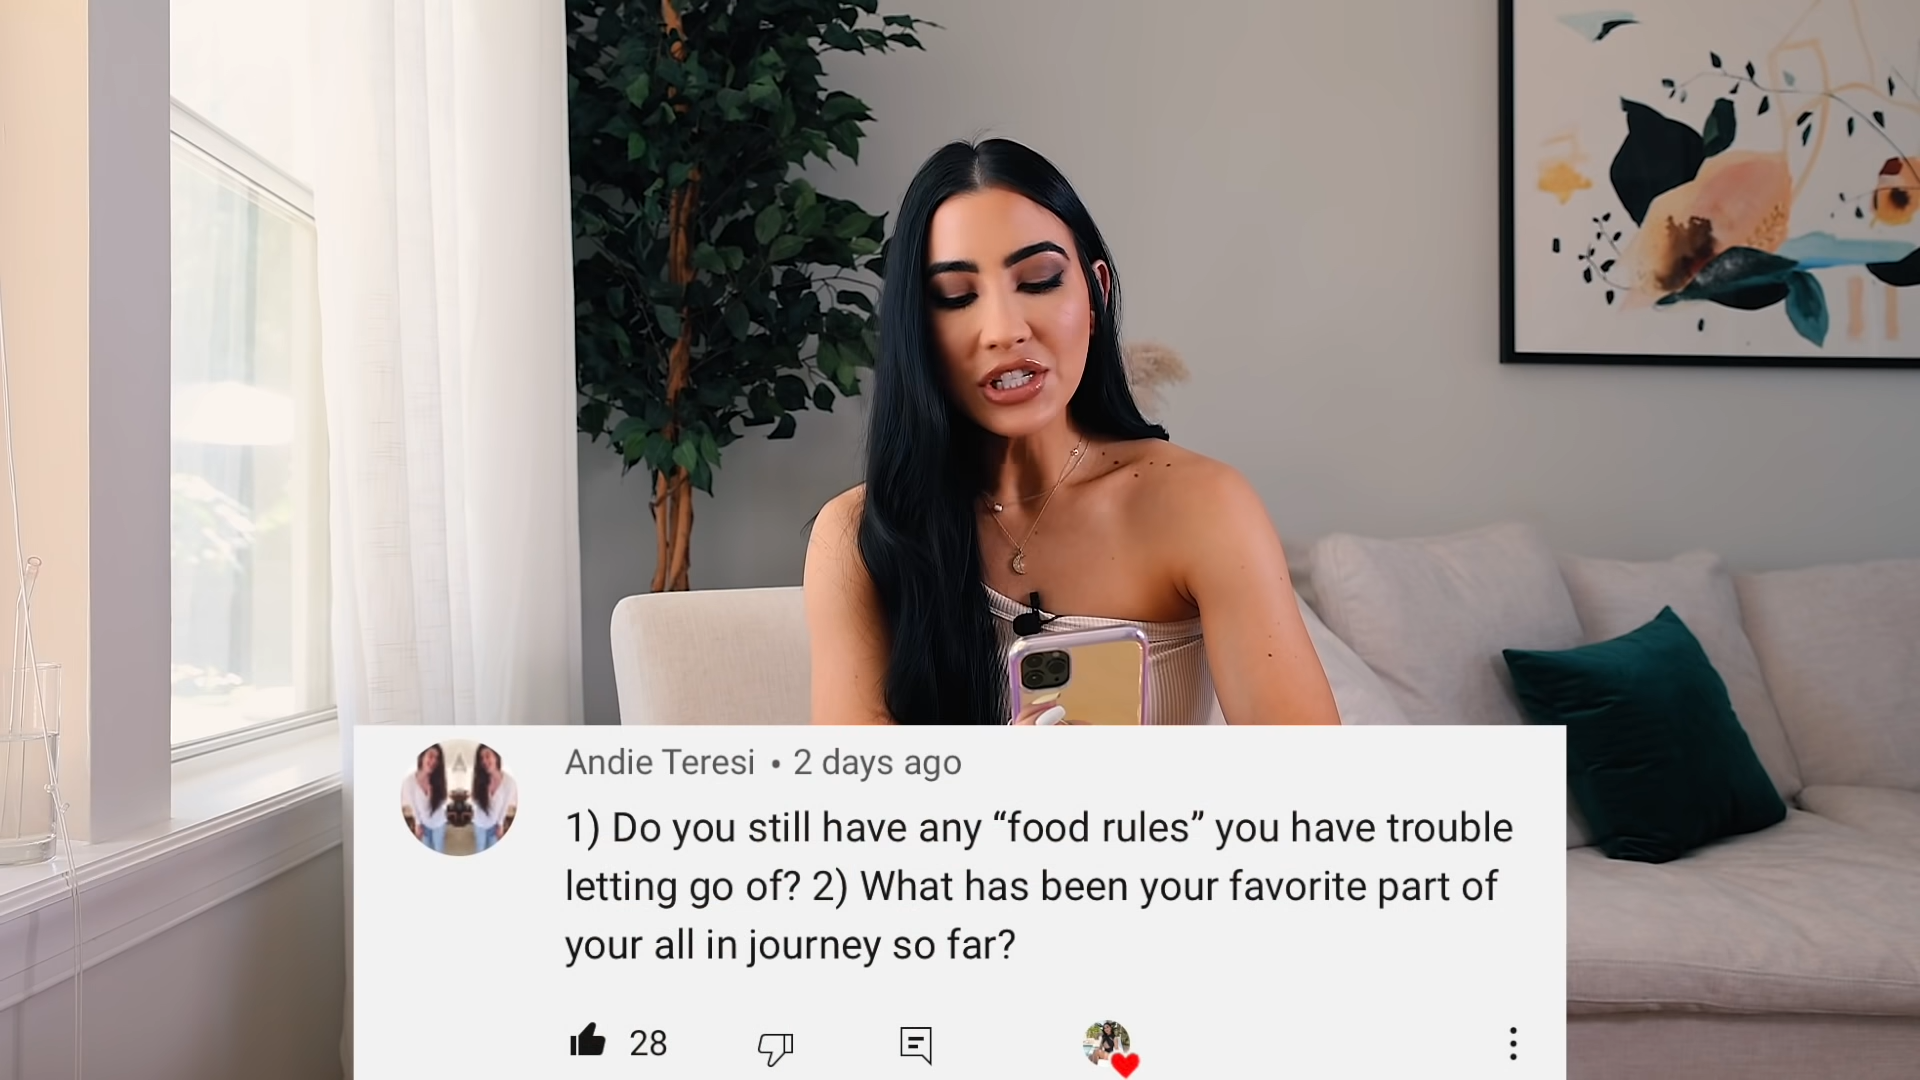 Andie Teresi • 2 days ago
1) Do you still have any “food rules” you have trouble
letting go of? 2) What has been your favorite part of
your all in journey so far?
28